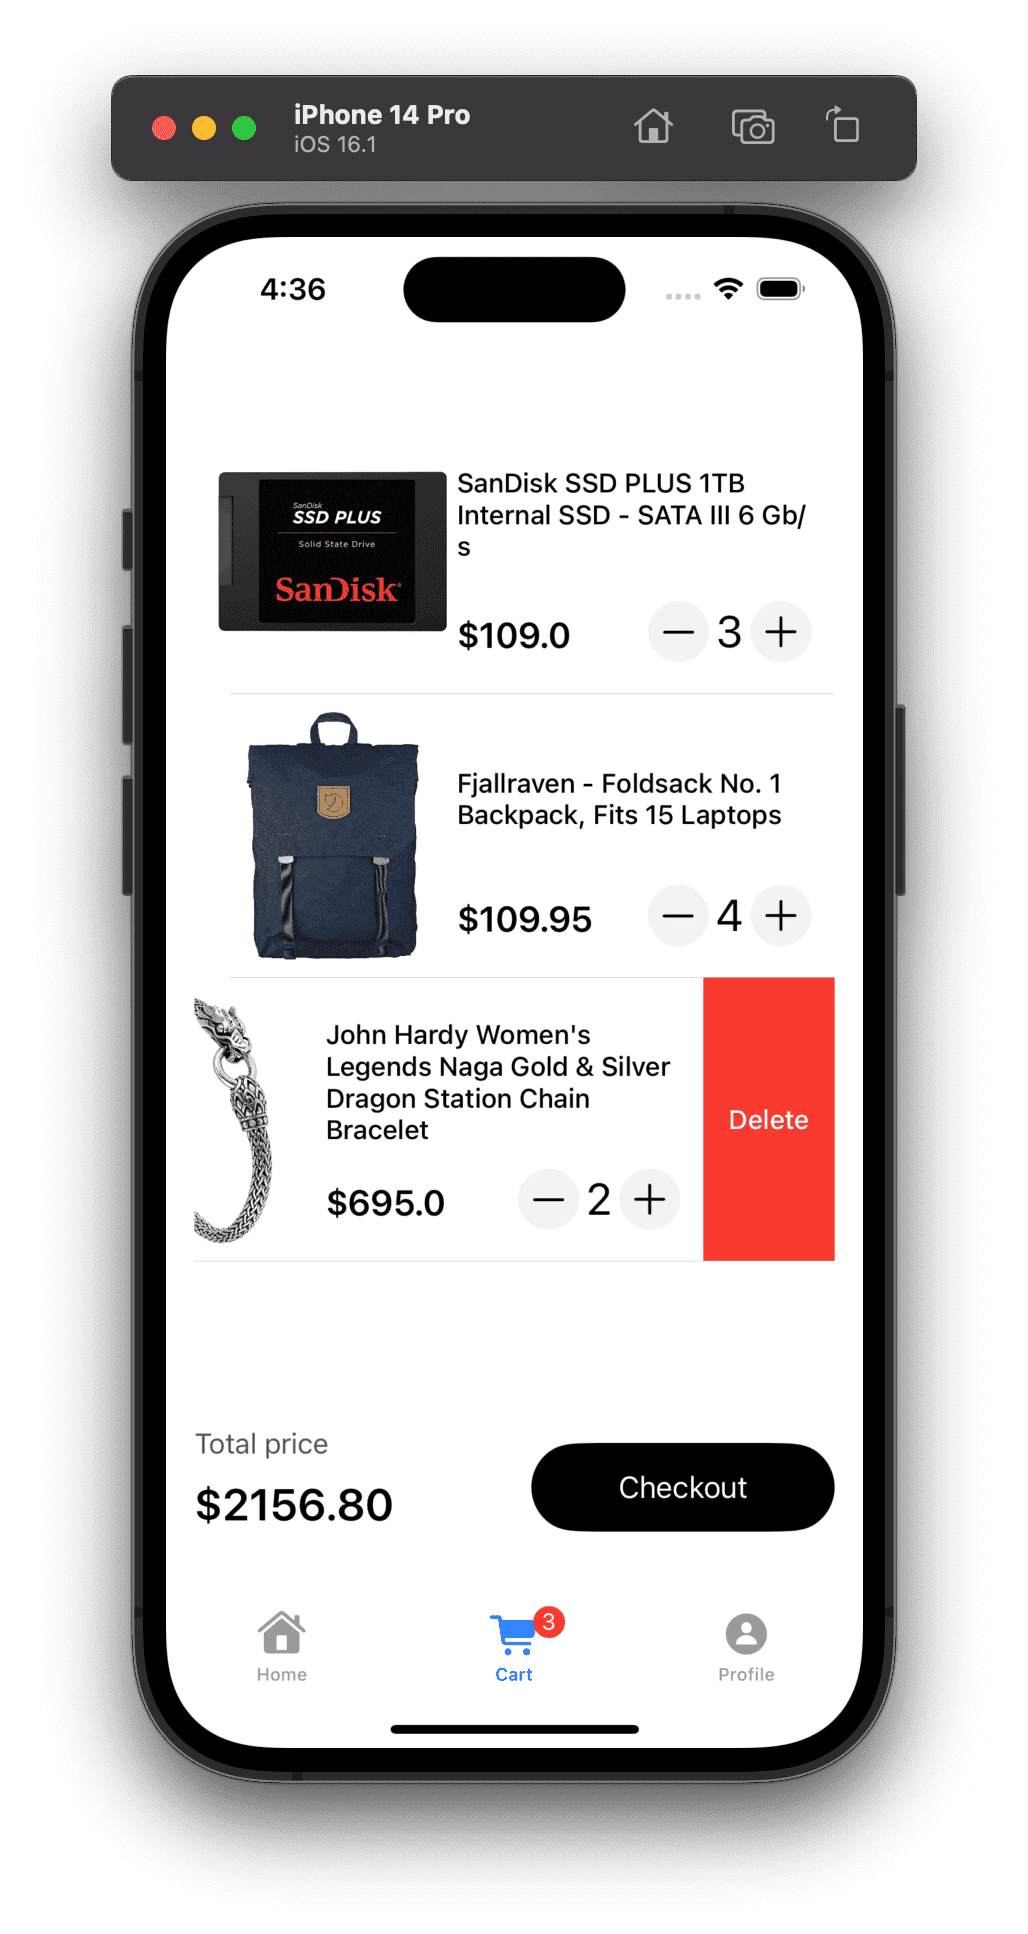 iPhone 14 Pro
iOS 16.1
4:36
SanDisk
SSD PLUS
Solid State Drive
SanDisk
SanDisk SSD PLUS 1TB
Internal SSD - SATA III 6 Gb/
s
$109.0
3
Fjallraven - Foldsack No. 1
Backpack, Fits 15 Laptops
$109.95
4
John Hardy Women's
Legends Naga Gold & Silver
Dragon Station Chain
Bracelet
$695.0
2
Delete
Total price
$2156.80
Checkout
3
Home
Cart
Profile